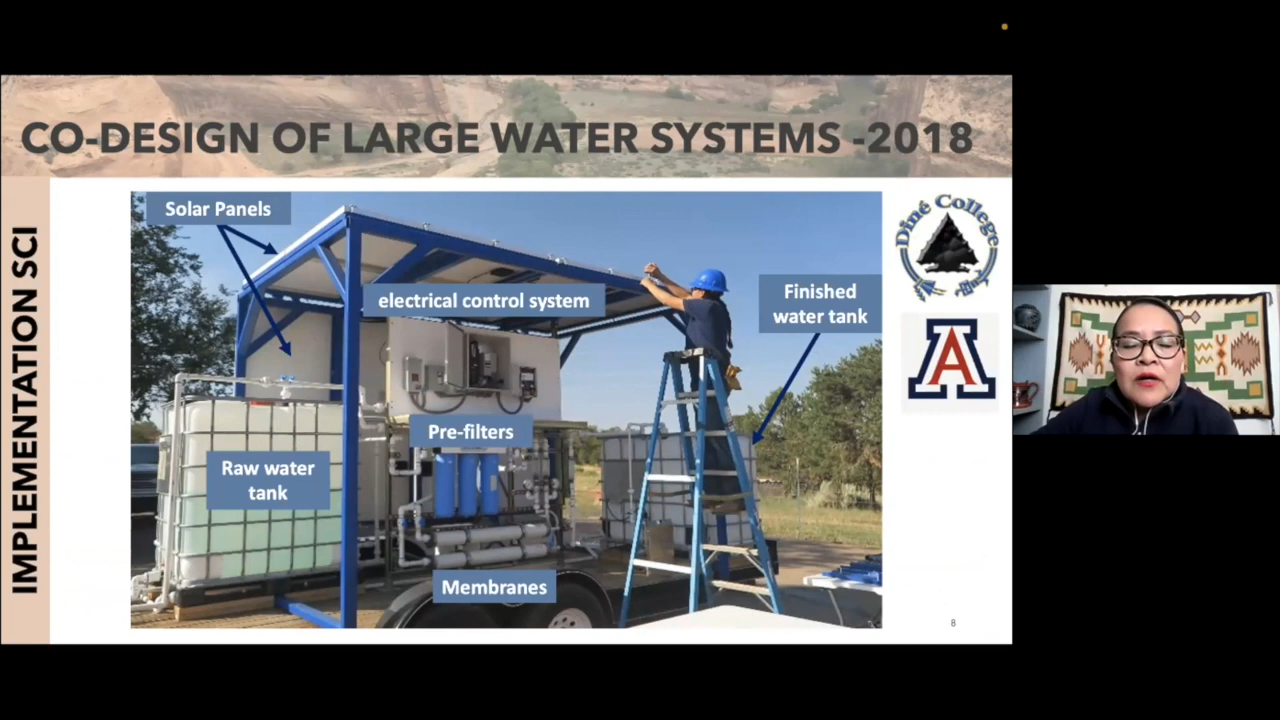 CO-DESIGN OF LARGE WATER SYSTEMS -2018
IMPLEMENTATION SCI
Solar Panels
electrical control system
Finished
water tank
Pre-filters
Raw water
tank
Membranes
Diné College
A
8